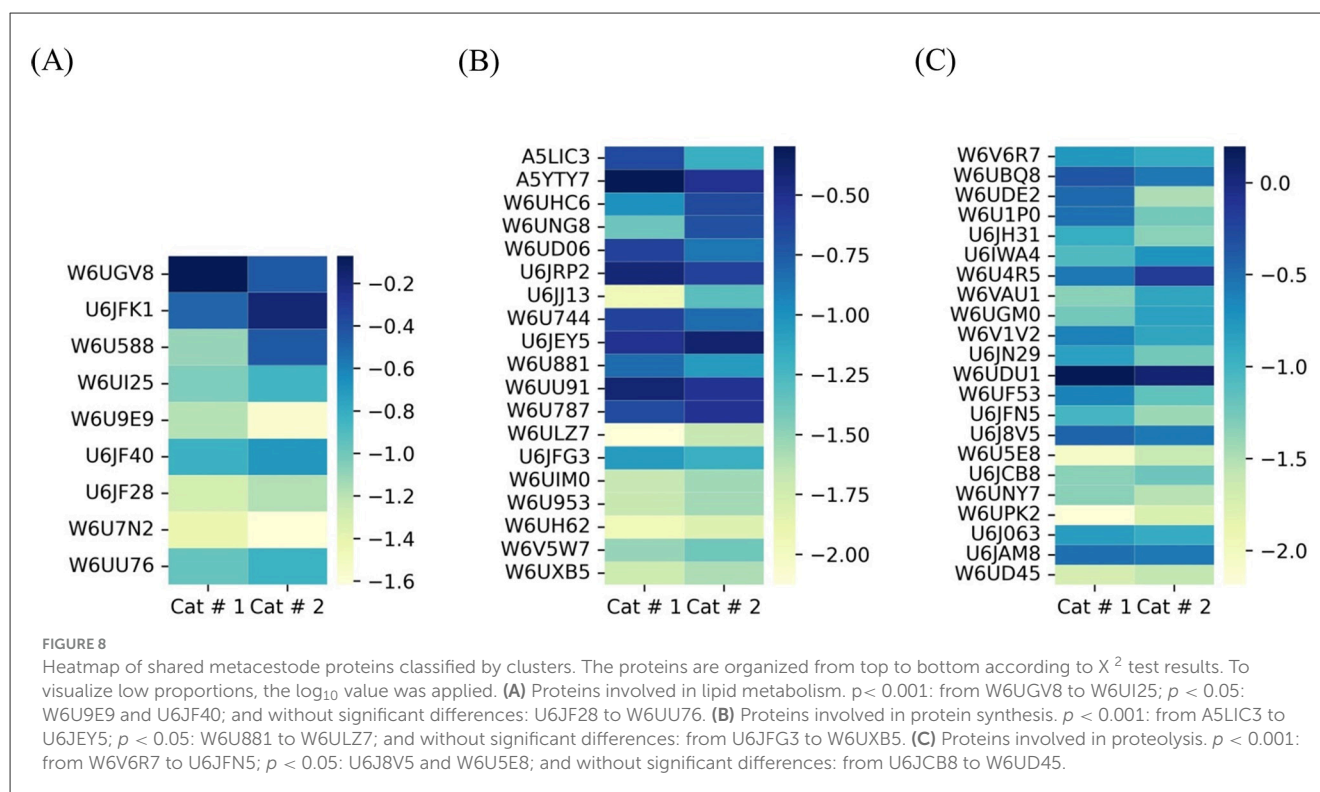 (A)
W6UGV8
U6JFK1
W6U588
W6UI25
W6U9E9
U6JF40
U6JF28
W6U7N2
W6UU76
Cat # 1 Cat # 2
−0.2
−0.4
−0.6
−0.8
−1.0
−1.2
−1.4
−1.6
(B)
A5LIC3
A5YTY7
W6UHC6
W6UNG8
W6UD06
U6JRP2
U6JJ13
W6U744
U6JEY5
W6U881
W6UU91
W6U787
W6ULZ7
U6JFG3
W6UIM0
W6U953
W6UH62
W6V5W7
W6UXB5
Cat # 1 Cat # 2
−0.50
−0.75
−1.00
−1.25
−1.50
−1.75
−2.00
(C)
W6V6R7
W6UBQ8
W6UDE2
W6U1P0
U6JH31
U6IWA4
W6U4R5
W6VAU1
W6UGM0
W6V1V2
U6JN29
W6UDU1
W6UF53
U6JFN5
U6J8V5
W6U5E8
U6JCB8
W6UNY7
W6UPK2
U6J063
U6JAM8
W6UD45
Cat # 1 Cat # 2
0.0
−0.5
−1.0
−1.5
−2.0
FIGURE 8
Heatmap of shared metacestode proteins classified by clusters. The proteins are organized from top to bottom according to X ² test results. To
visualize low proportions, the log₁₀ value was applied. (A) Proteins involved in lipid metabolism. p< 0.001: from W6UGV8 to W6UI25; p < 0.05:
W6U9E9 and U6JF40; and without significant differences: U6JF28 to W6UU76. (B) Proteins involved in protein synthesis. p < 0.001: from A5LIC3 to
U6JEY5; p < 0.05: W6U881 to W6ULZ7; and without significant differences: from U6JFG3 to W6UXB5. (C) Proteins involved in proteolysis. p < 0.001:
from W6V6R7 to U6JFN5; p < 0.05: U6J8V5 and W6U5E8; and without significant differences: from U6JCB8 to W6UD45.